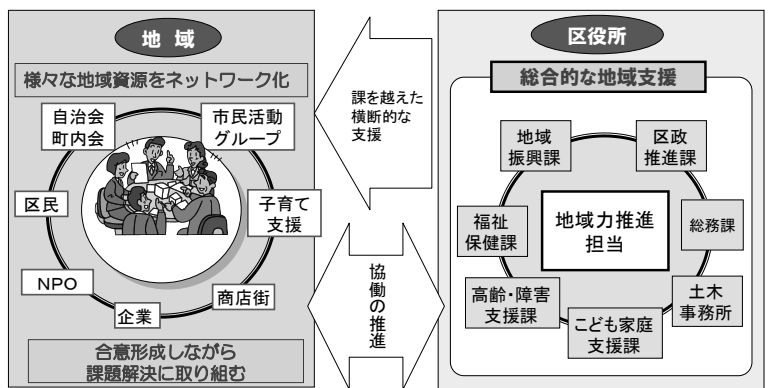 地 域
様々な地域資源をネットワーク化
自治会
町内会
市民活動
グループ
区民
子育て
支援
NPO
企業
商店街
合意形成しながら
課題解決に取り組む
課を越えた
横断的な
支援
協働の推進
区役所
総合的な地域支援
地域
振興課
区政
推進課
福祉
保健課
地域力推進
担当
総務課
高齢・障害
支援課
こども家庭
支援課
土木
事務所